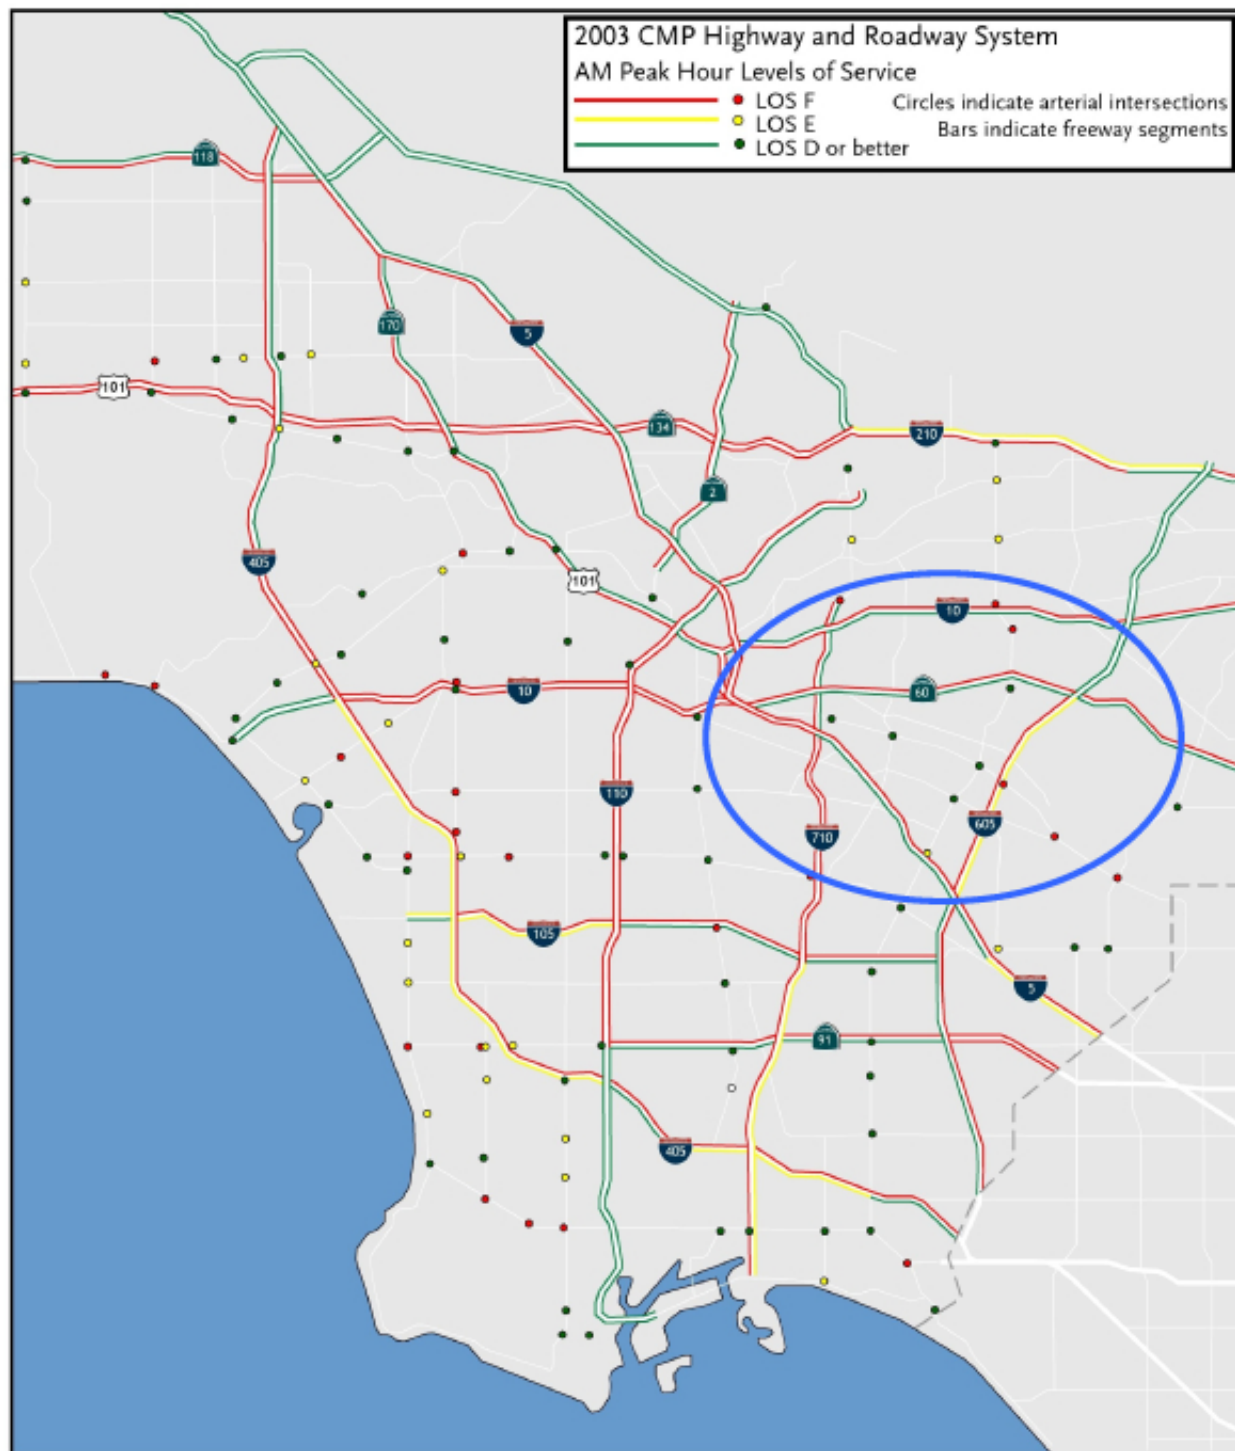 2003 CMP Highway and Roadway System
AM Peak Hour Levels of Service
LOS F
Circles indicate arterial intersections
LOS E
Bars indicate freeway segments
LOS D or better
118
170
5
101
134
210
2
405
101
10
10
60
110
710
605
105
5
91
405